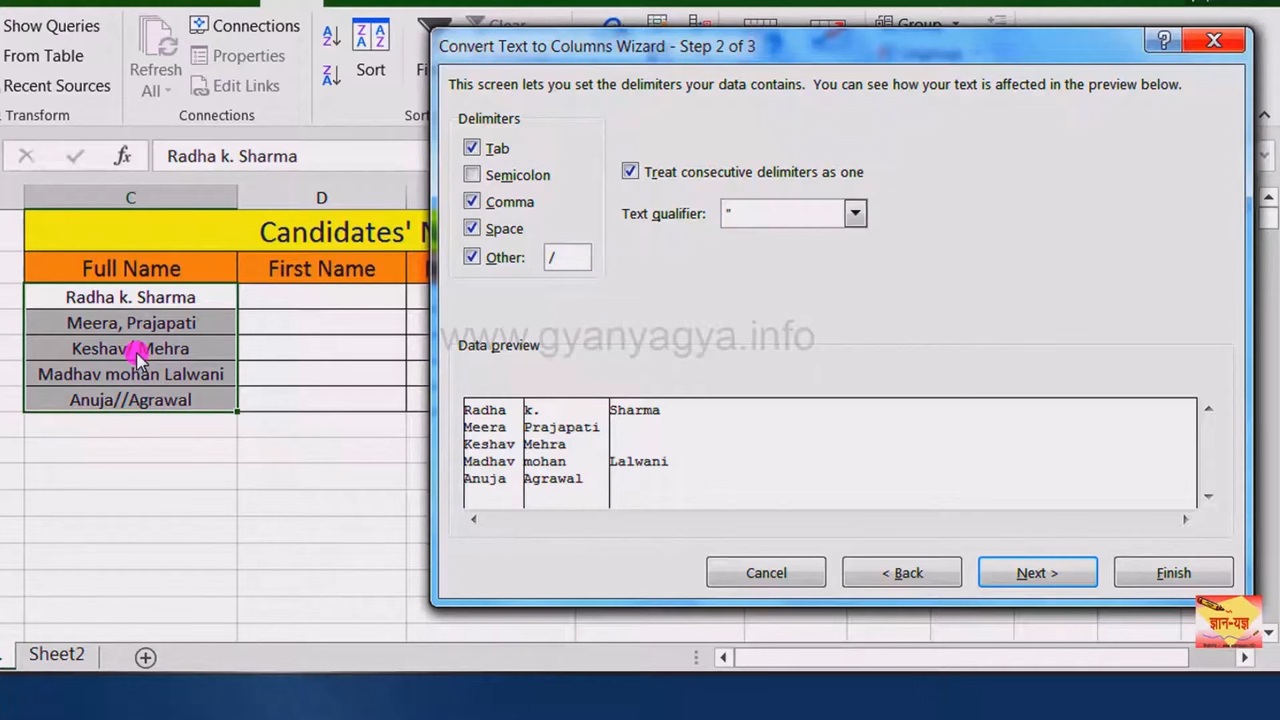 Show Queries
From Table
Recent Sources
Transform
Refresh
All
Connections
Properties
Edit Links
Connections
Sort
Clear
Group
fx
Radha k. Sharma
C
D
Candidates'
Full Name
First Name
Radha k. Sharma
Meera, Prajapati
Keshav/ Mehra
Madhav mohan Lalwani
Anuja//Agrawal
Sheet2
Convert Text to Columns Wizard - Step 2 of 3
This screen lets you set the delimiters your data contains. You can see how your text is affected in the preview below.
Delimiters
Tab
Semicolon
Comma
Space
Other: /
Treat consecutive delimiters as one
Text qualifier: "
www.gyanyagya.info
Data preview
Radha k. Sharma
Meera Prajapati
Keshav Mehra
Madhav mohan Lalwani
Anuja Agrawal
Cancel
< Back
Next >
Finish
ज्ञान-यज्ञ